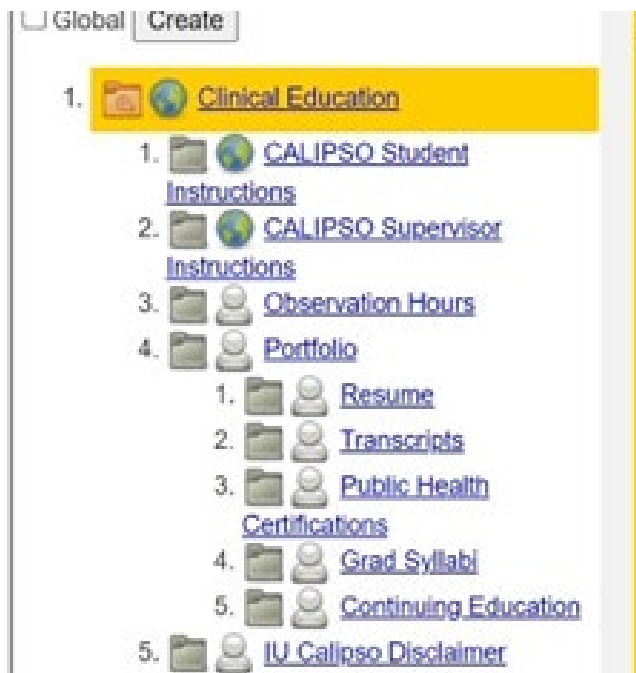 Global Create
1. Clinical Education
1. CALIPSO Student
Instructions
2. CALIPSO Supervisor
Instructions
3. Observation Hours
4. Portfolio
1. Resume
2. Transcripts
3. Public Health
Certifications
4. Grad Syllabi
5. Continuing Education
5. IU Calipso Disclaimer